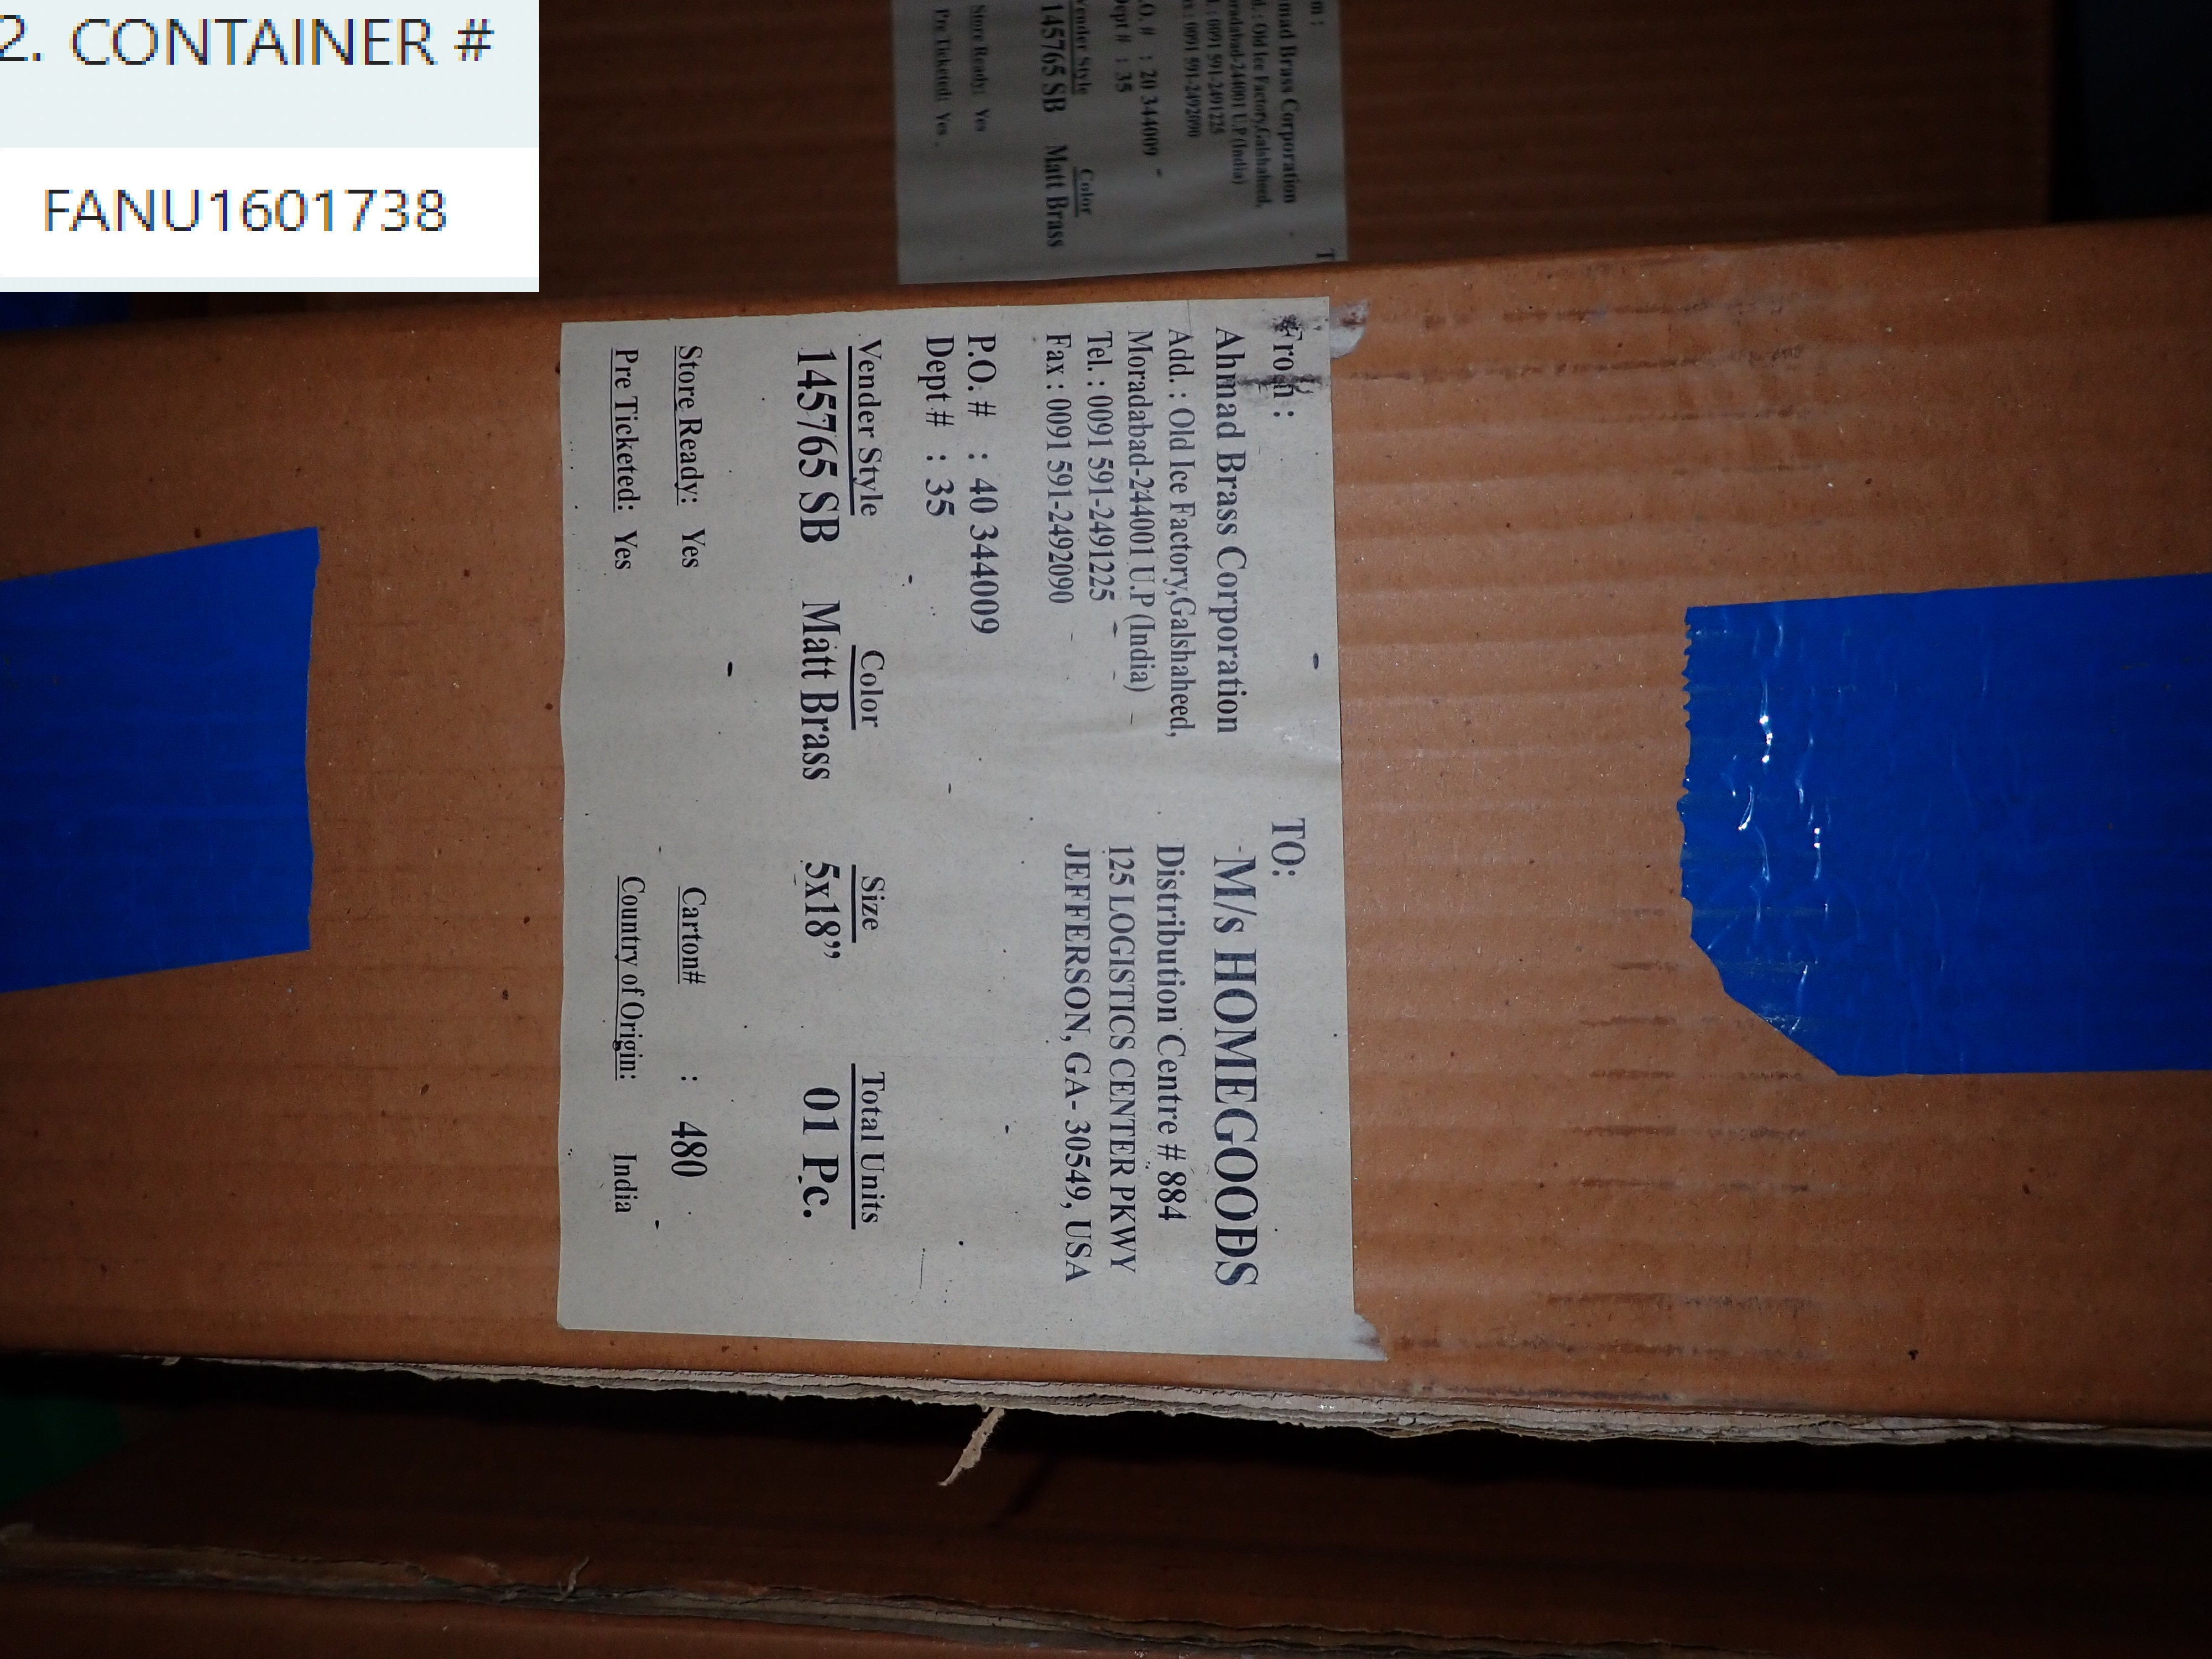 2. CONTAINER #
FANU1601738
mad Brass Corporation
d. : Old Ice Factory,Galshaheed,
radabad-244001 U.P (India)
: 0091 591-2491225
: 0091 591-2492090
.O. # : 20 344009
Dept # : 35
Vender Style Color
145765 SB Matt Brass
Store Ready: Yes
Pre Ticketed: Yes
T
From :
Ahmad Brass Corporation
Add. : Old Ice Factory,Galshaheed,
Moradabad-244001 U.P (India)
Tel. : 0091 591-2491225
Fax : 0091 591-2492090
TO:
M/s HOMEGOODS
Distribution Centre # 884
125 LOGISTICS CENTER PKWY
JEFFERSON, GA- 30549, USA
P.O. # : 40 344009
Dept # : 35
Vender Style Color Size Total Units
145765 SB Matt Brass 5x18” 01 Pc.
Store Ready: Yes Carton# : 480
Pre Ticketed: Yes Country of Origin: India